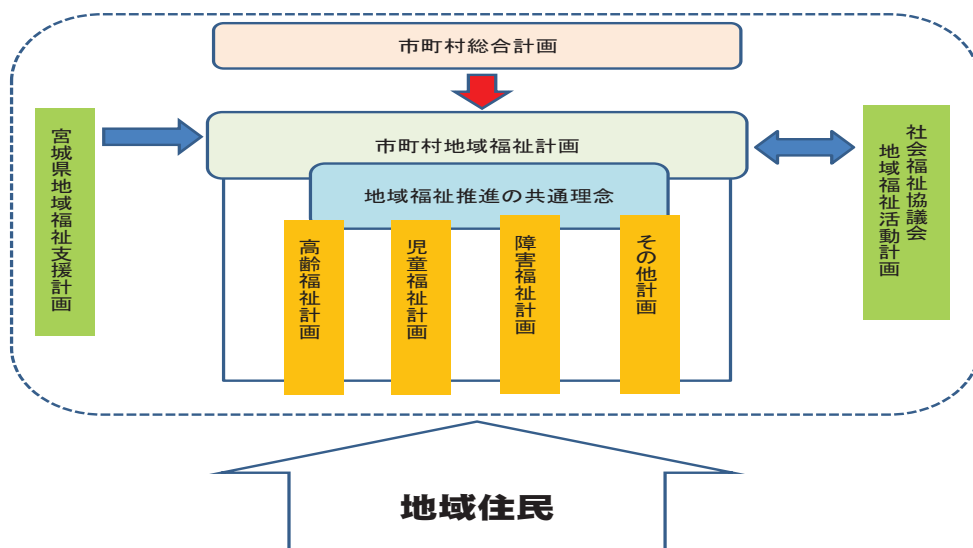 市町村総合計画
市町村地域福祉計画
地域福祉推進の共通理念
宮城県地域福祉支援計画
高齢福祉計画
児童福祉計画
障害福祉計画
その他計画
社会福祉協議会
地域福祉活動計画
地域住民